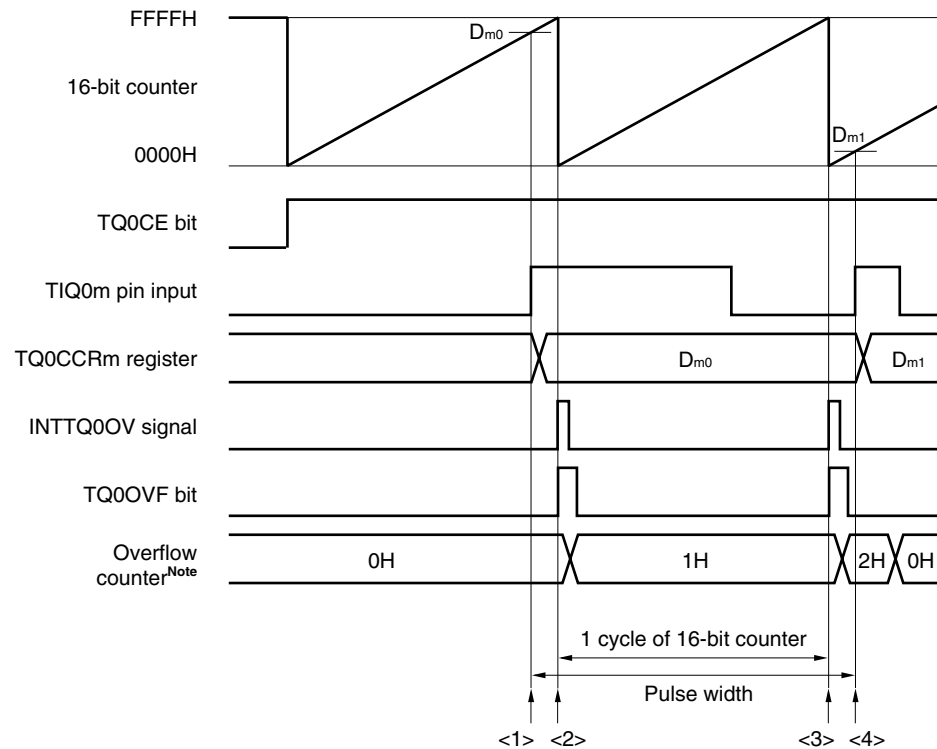 FFFFH
Dm0
16-bit counter
Dm1
0000H
TQ0CE bit
TIQ0m pin input
TQ0CCRm register
Dm0
Dm1
INTTQ0OV signal
TQ0OVF bit
Overflow
counterNote
0H
1H
2H
0H
1 cycle of 16-bit counter
Pulse width
<1> <2> <3> <4>